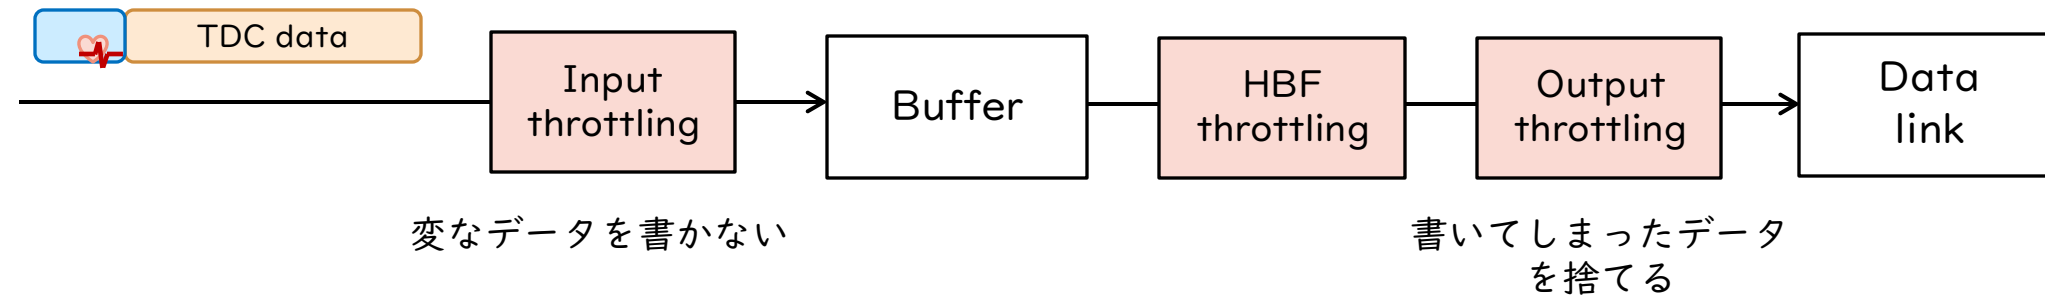 TDC data
Input
throttling
Buffer
HBF
throttling
Output
throttling
Data
link
変なデータを書かない
書いてしまったデータ
を捨てる